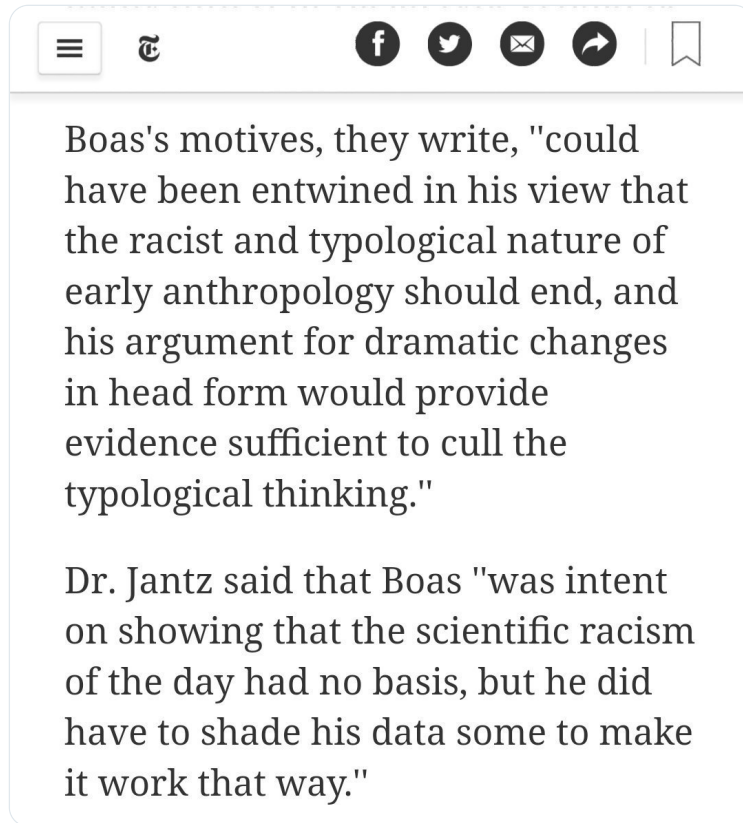 Boas's motives, they write, "could
have been entwined in his view that
the racist and typological nature of
early anthropology should end, and
his argument for dramatic changes
in head form would provide
evidence sufficient to cull the
typological thinking."
Dr. Jantz said that Boas "was intent
on showing that the scientific racism
of the day had no basis, but he did
have to shade his data some to make
it work that way."